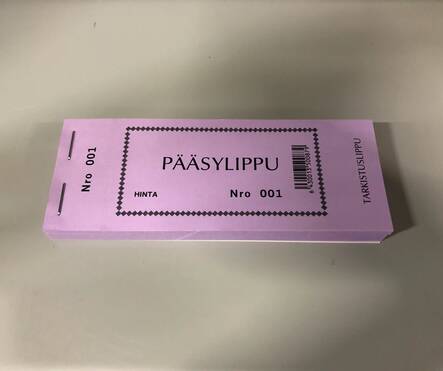 Nro 001
PÄÄSYLIPPU
HINTA
Nro 001
TARKISTUSLIPPU